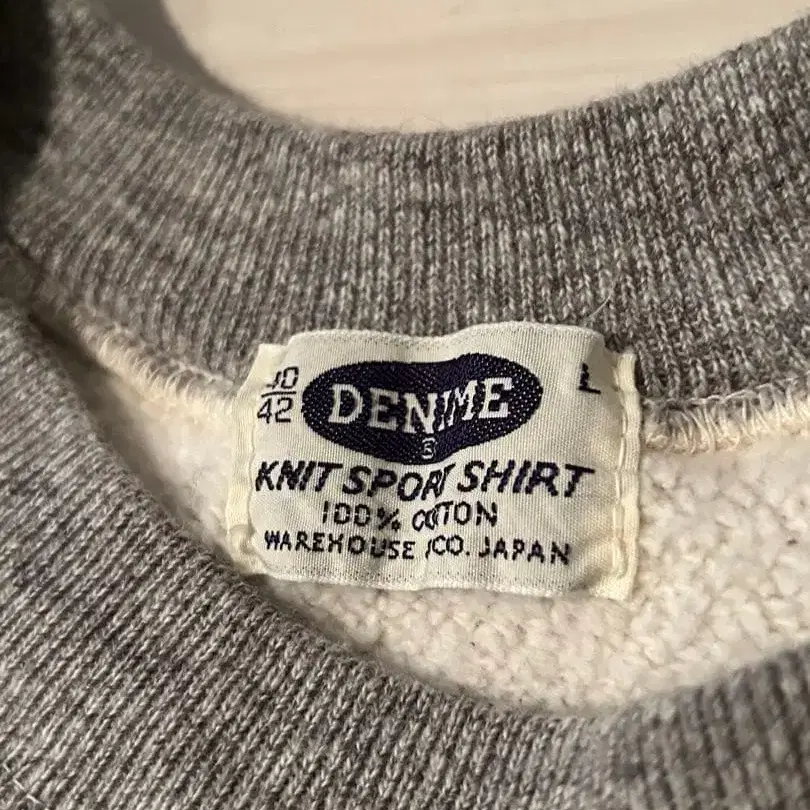 40
42
DENIME
L
®
KNIT SPORT SHIRT
100% COTTON
WAREHOUSE CO. JAPAN